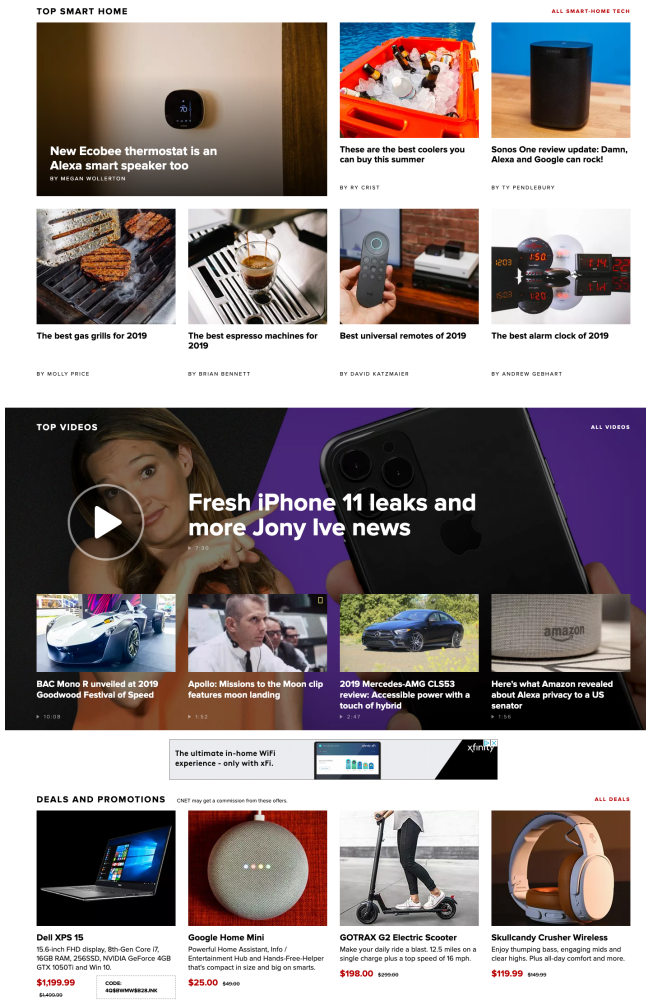 TOP SMART HOME
ALL SMART-HOME TECH
New Ecobee thermostat is an
Alexa smart speaker too
BY MEGAN WOLLERTON
These are the best coolers you
can buy this summer
BY RY CRIST
Sonos One review update: Damn,
Alexa and Google can rock!
BY TY PENDLEBURY
The best gas grills for 2019
BY MOLLY PRICE
The best espresso machines for
2019
BY BRIAN BENNETT
Best universal remotes of 2019
BY DAVID KATZMAIER
The best alarm clock of 2019
BY ANDREW GEBHART
TOP VIDEOS
ALL VIDEOS
Fresh iPhone 11 leaks and
more Jony Ive news
7:30
BAC Mono R unveiled at 2019
Goodwood Festival of Speed
10:08
Apollo: Missions to the Moon clip
features moon landing
1:52
2019 Mercedes-AMG CLS53
review: Accessible power with a
touch of hybrid
2:47
amazon
Here's what Amazon revealed
about Alexa privacy to a US
senator
1:56
The ultimate in-home WiFi
experience - only with xFi.
xfinity
DEALS AND PROMOTIONS
CNET may get a commission from these offers.
ALL DEALS
Dell XPS 15
15.6-inch FHD display, 8th-Gen Core i7,
16GB RAM, 256SSD, NVIDIA GeForce 4GB
GTX 1050Ti and Win 10.
$1,199.99
$1,499.99
CODE:
4Q$BWMW$B28JNK
Google Home Mini
Powerful Home Assistant, Info /
Entertainment Hub and Hands-Free-Helper
that's compact in size and big on smarts.
$25.00 $49.00
GOTRAX G2 Electric Scooter
Make your daily ride a blast. 12.5 miles on a
single charge plus a top speed of 16 mph.
$198.00 $299.00
Skullcandy Crusher Wireless
Enjoy thumping bass, engaging mids and
clear highs. Plus all-day comfort and more.
$119.99 $149.99